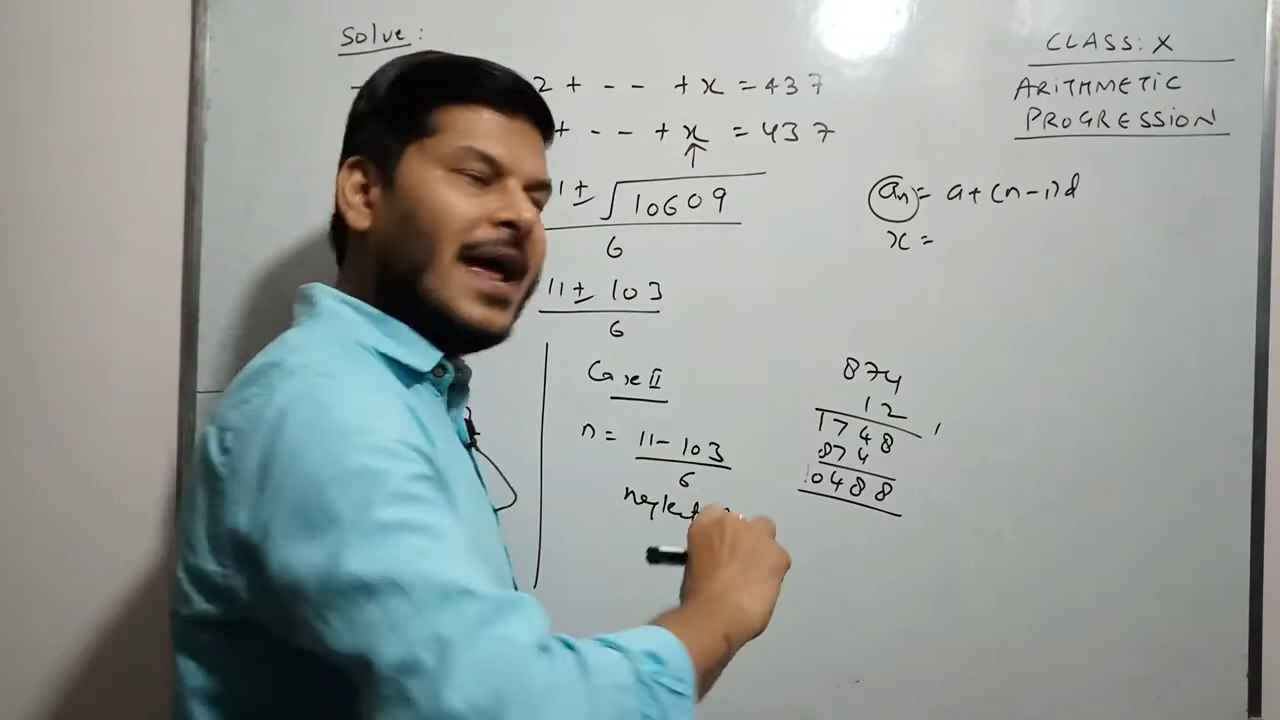 Solve :
CLASS: X
ARITHMETIC
PROGRESSION
2 + - - + x = 437
+ - - + x = 437
↑
11 ± √10609
6
11 ± 103
6
an = a + (n-1)d
x =
Case II
n = 11 - 103
6
874
12
1748
874
10488